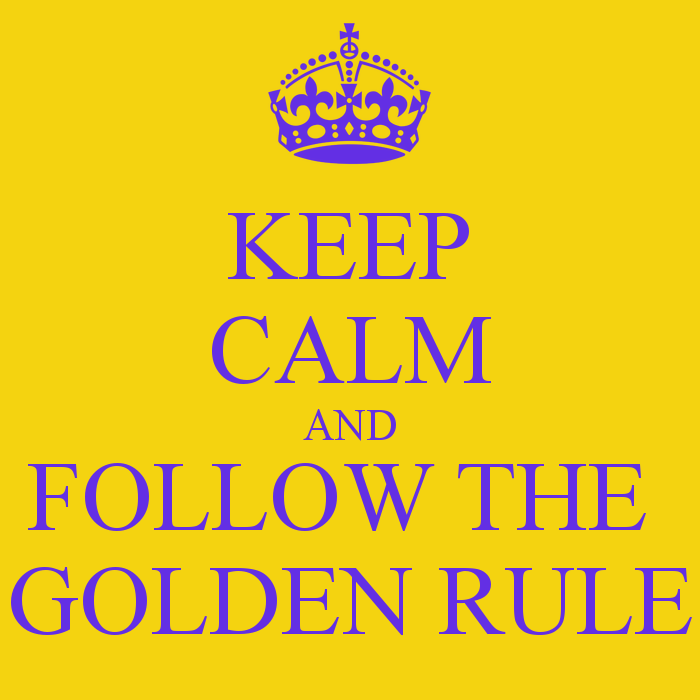 KEEP
CALM
AND
FOLLOW THE
GOLDEN RULE